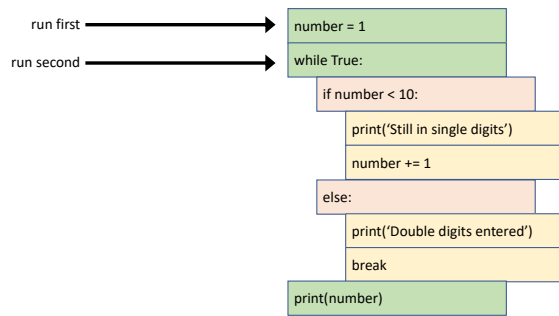 run first
number = 1
run second
while True:
if number < 10:
print(‘Still in single digits’)
number += 1
else:
print(‘Double digits entered’)
break
print(number)